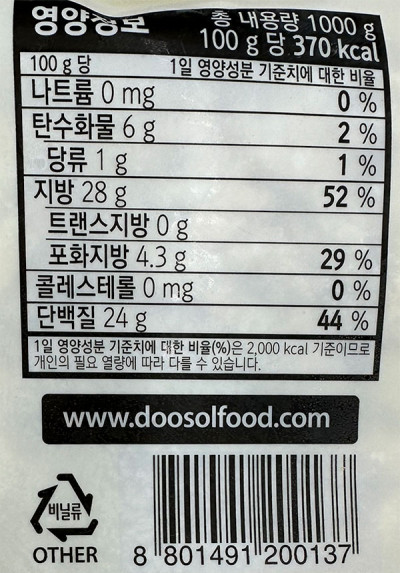 영양정보
총 내용량 1000 g
100 g 당 370 kcal
100 g 당 1일 영양성분 기준치에 대한 비율
나트륨 0 mg 0 %
탄수화물 6 g 2 %
당류 1 g 1 %
지방 28 g 52 %
트랜스지방 0 g
포화지방 4.3 g 29 %
콜레스테롤 0 mg 0 %
단백질 24 g 44 %
1일 영양성분 기준치에 대한 비율(%)은 2,000 kcal 기준이므로
개인의 필요 열량에 따라 다를 수 있습니다.
www.doosolfood.com
비닐류
OTHER
8 801491 200137